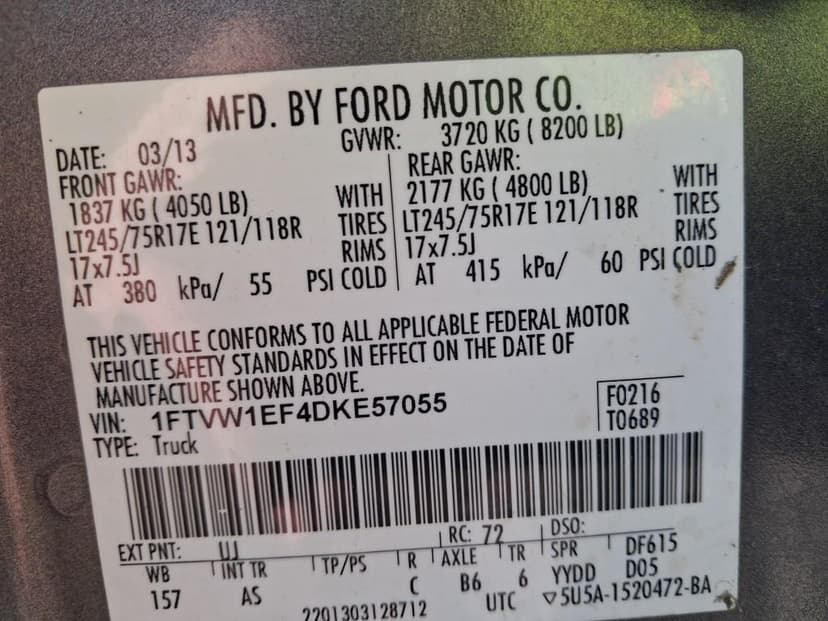 MFD. BY FORD MOTOR CO.
DATE: 03/13 GVWR: 3720 KG ( 8200 LB)
FRONT GAWR: REAR GAWR:
1837 KG ( 4050 LB) WITH 2177 KG ( 4800 LB) WITH
LT245/75R17E 121/118R TIRES LT245/75R17E 121/118R TIRES
17x7.5J RIMS 17x7.5J RIMS
AT 380 kPa/ 55 PSI COLD AT 415 kPa/ 60 PSI COLD
THIS VEHICLE CONFORMS TO ALL APPLICABLE FEDERAL MOTOR
VEHICLE SAFETY STANDARDS IN EFFECT ON THE DATE OF
MANUFACTURE SHOWN ABOVE.
VIN: 1FTVW1EF4DKE57055 F0216
TYPE: Truck T0689
EXT PNT: UJ RC: 72 DSO:
WB INT TR TP/PS R AXLE TR SPR DF615
157 AS C B6 6 YYDD D05
2201303128712 UTC ▽5U5A-1520472-BA